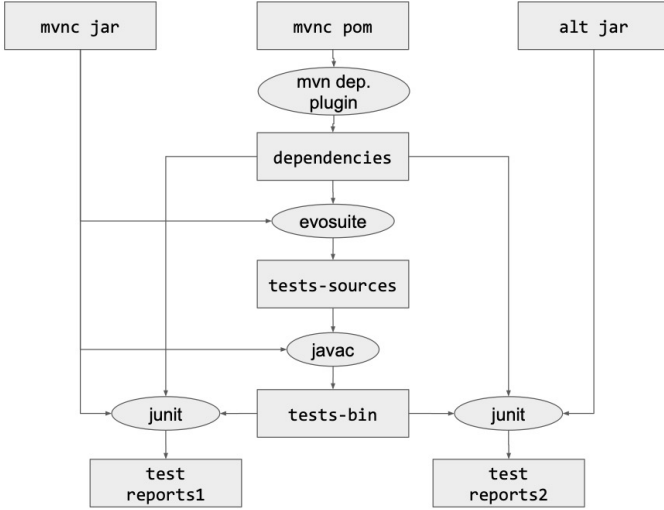 mvnc jar
mvnc pom
alt jar
mvn dep.
plugin
dependencies
evosuite
tests-sources
javac
junit
tests-bin
junit
test
reports1
test
reports2